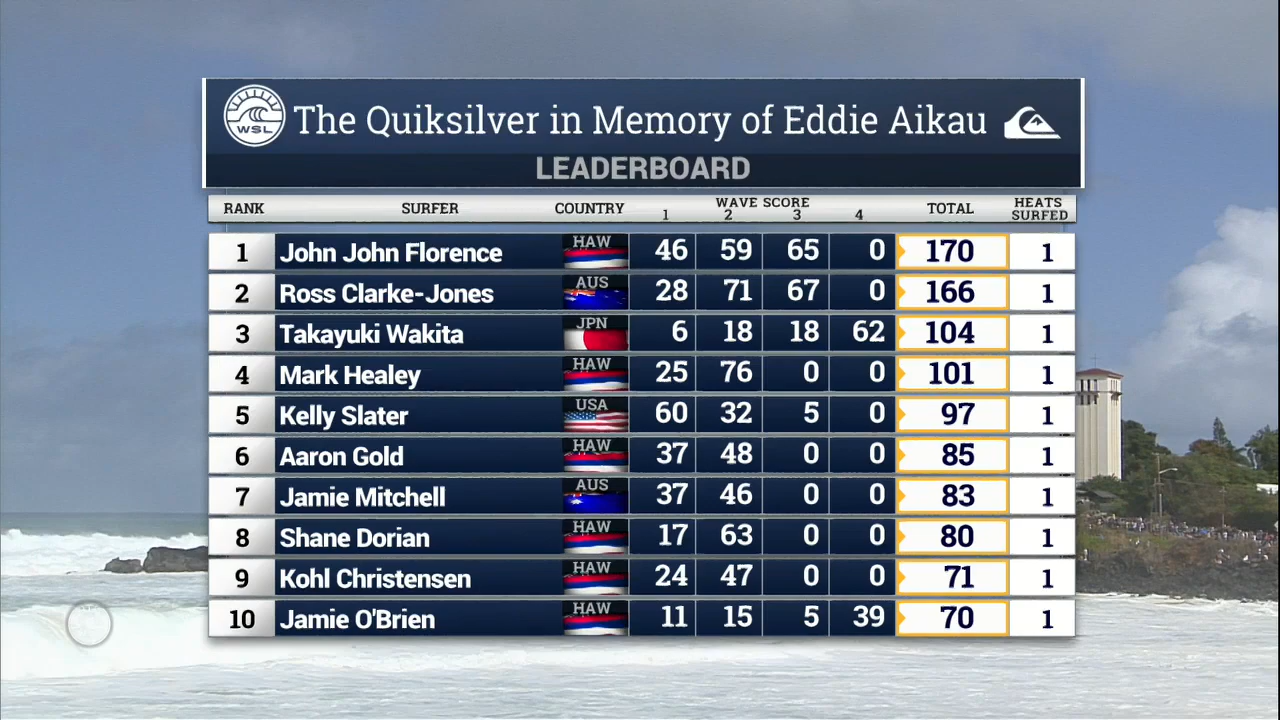 WSL The Quiksilver in Memory of Eddie Aikau
LEADERBOARD
RANK SURFER COUNTRY WAVE SCORE 1 2 3 4 TOTAL HEATS SURFED
1 John John Florence HAW 46 59 65 0 170 1
2 Ross Clarke-Jones AUS 28 71 67 0 166 1
3 Takayuki Wakita JPN 6 18 18 62 104 1
4 Mark Healey HAW 25 76 0 0 101 1
5 Kelly Slater USA 60 32 5 0 97 1
6 Aaron Gold HAW 37 48 0 0 85 1
7 Jamie Mitchell AUS 37 46 0 0 83 1
8 Shane Dorian HAW 17 63 0 0 80 1
9 Kohl Christensen HAW 24 47 0 0 71 1
10 Jamie O'Brien HAW 11 15 5 39 70 1